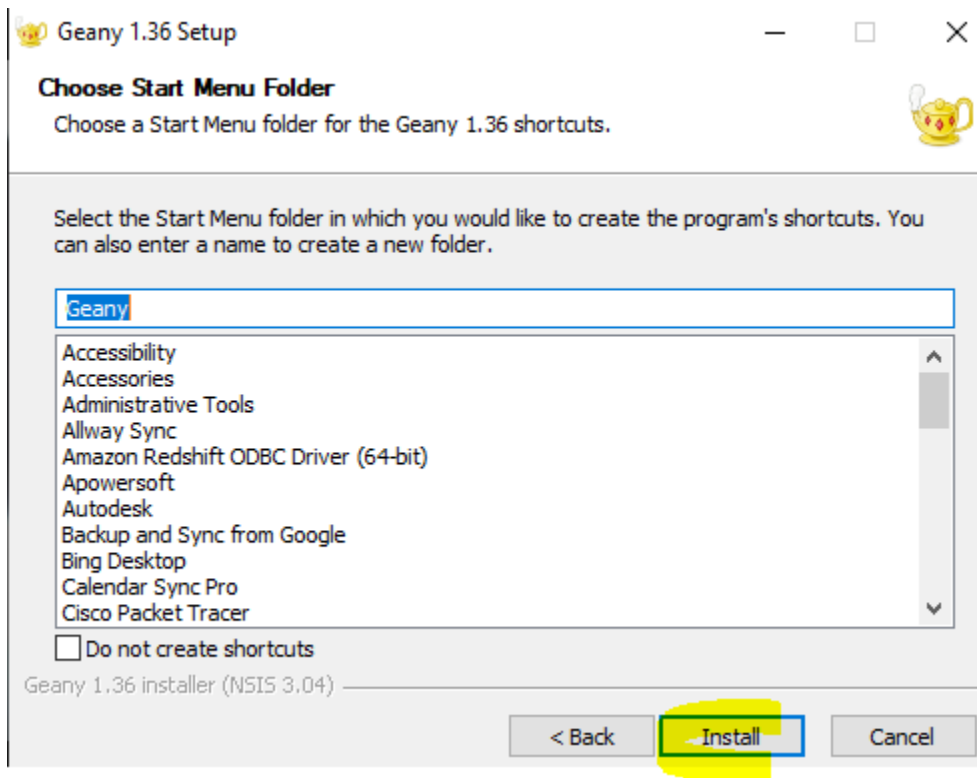 Geany 1.36 Setup
Choose Start Menu Folder
Choose a Start Menu folder for the Geany 1.36 shortcuts.
Select the Start Menu folder in which you would like to create the program's shortcuts. You
can also enter a name to create a new folder.
Geany
Accessibility
Accessories
Administrative Tools
Allway Sync
Amazon Redshift ODBC Driver (64-bit)
Apowersoft
Autodesk
Backup and Sync from Google
Bing Desktop
Calendar Sync Pro
Cisco Packet Tracer
Do not create shortcuts
Geany 1.36 installer (NSIS 3.04)
< Back Install Cancel